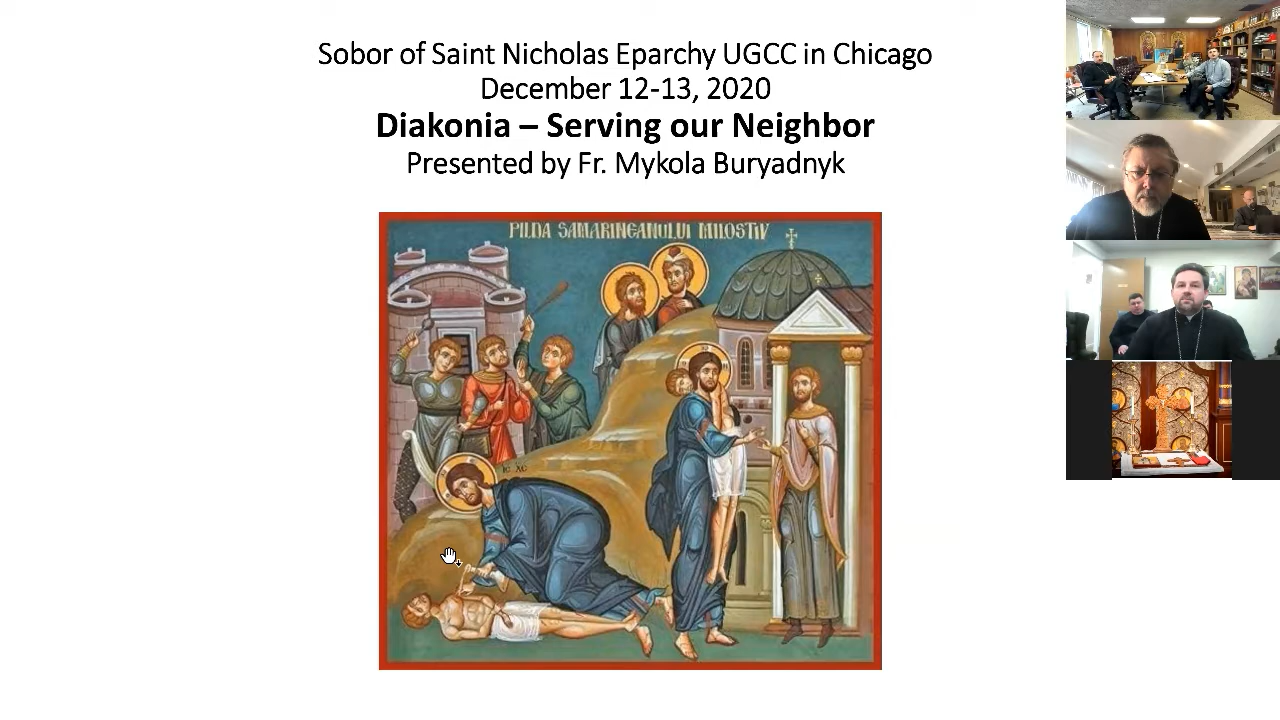 Sobor of Saint Nicholas Eparchy UGCC in Chicago
December 12-13, 2020
Diakonia – Serving our Neighbor
Presented by Fr. Mykola Buryadnyk
PILDA SAMARINEANULUI MILOSTIV
IC XC